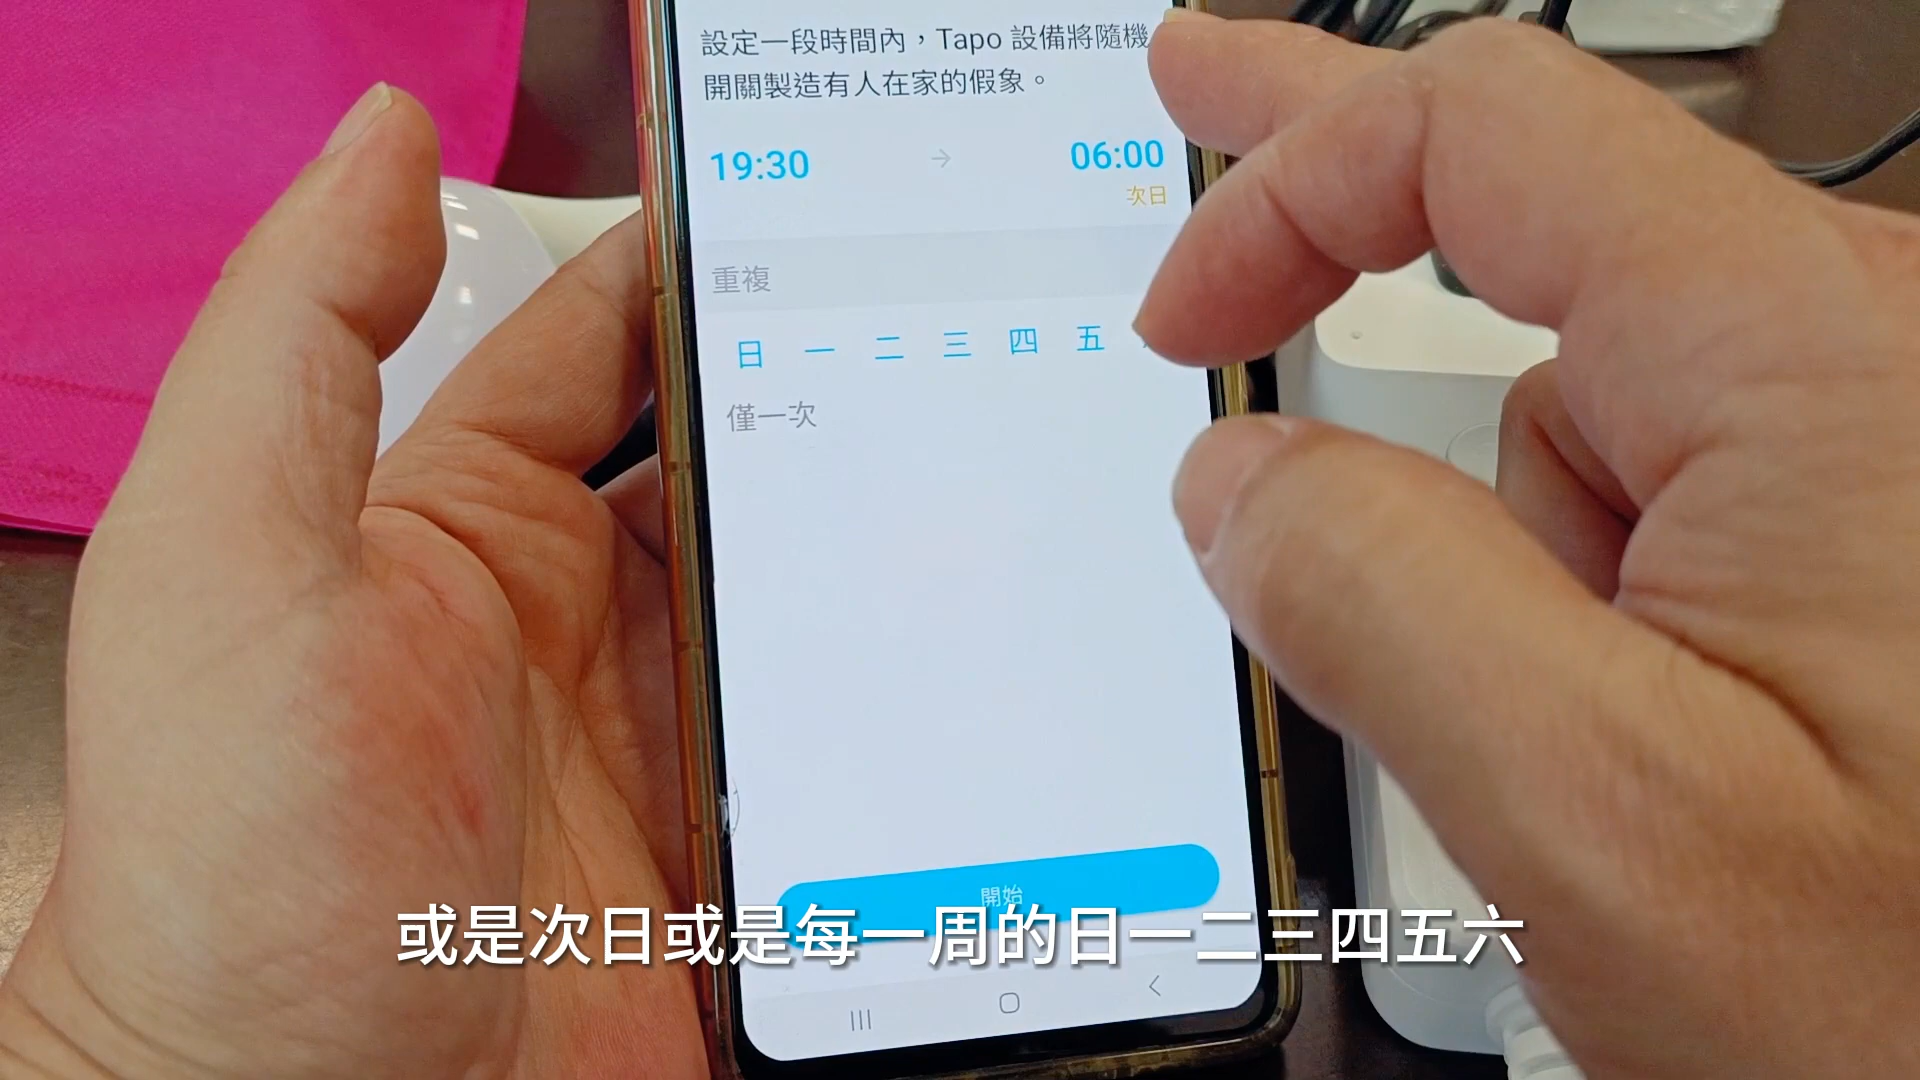 設定一段時間內，Tapo 設備將隨機
開關製造有人在家的假象。
19:30 → 06:00
次日
重複
日 一 二 三 四 五
僅一次
開始
或是次日或是每一周的日一二三四五六